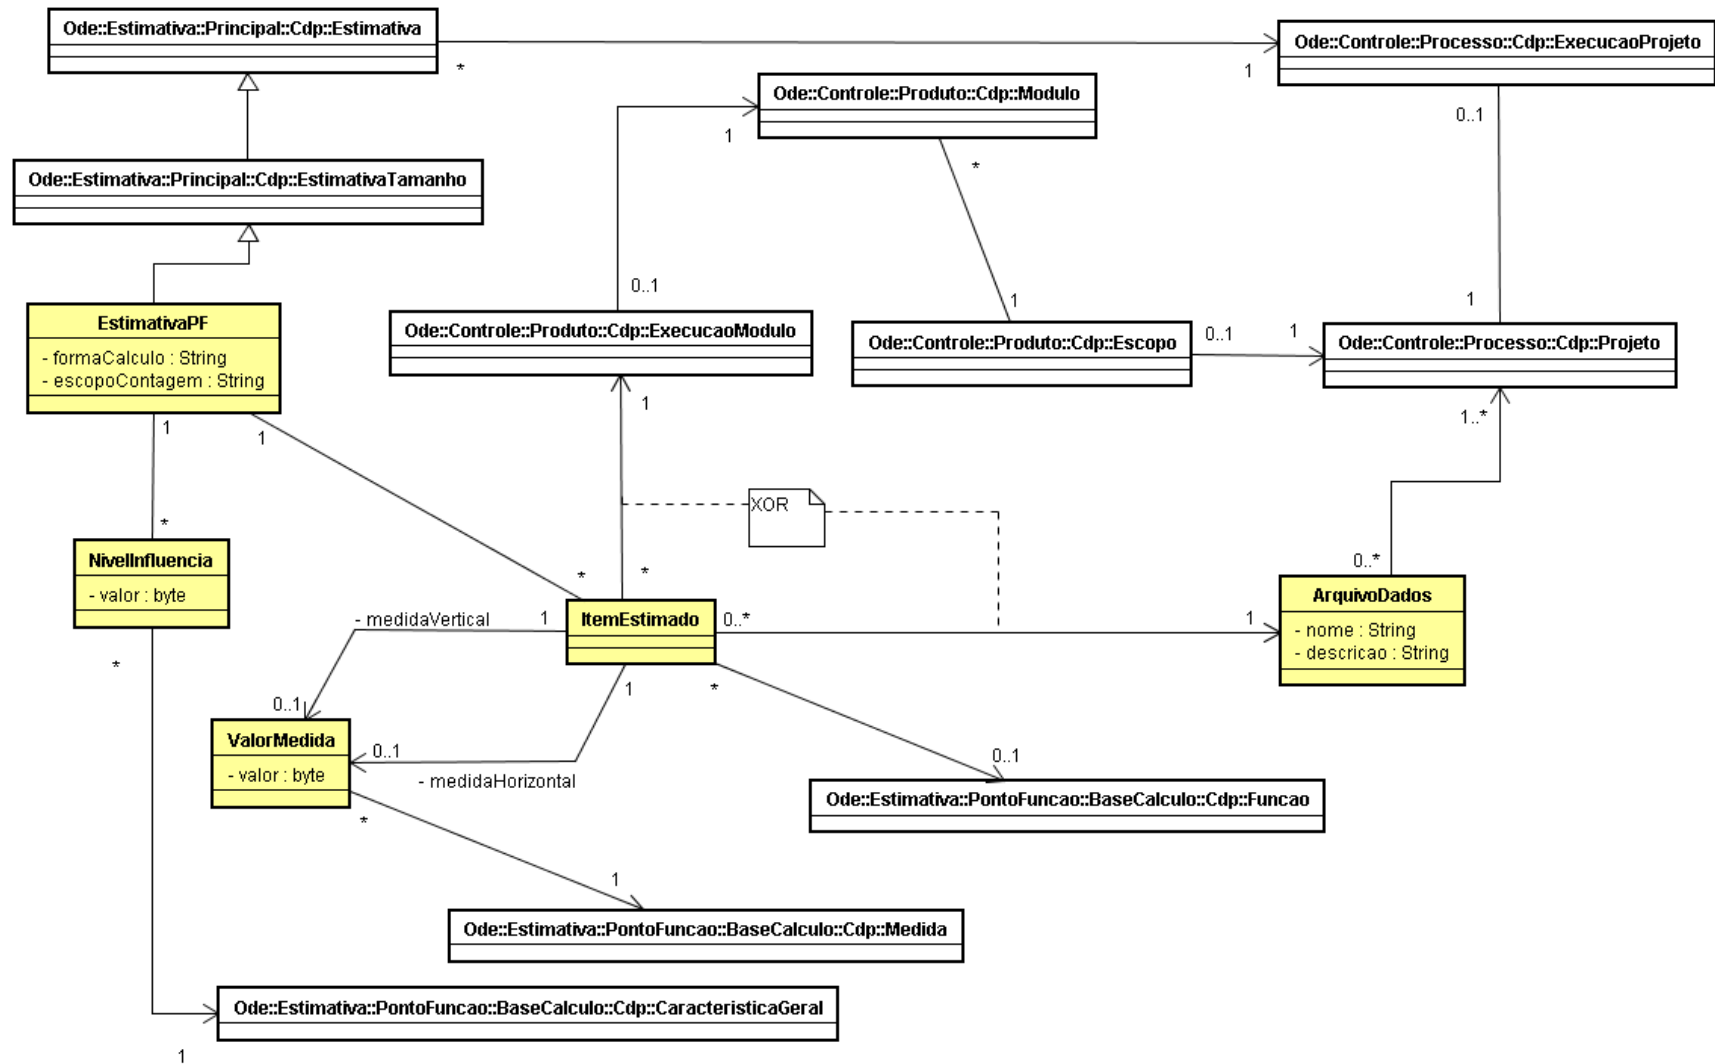 Ode::Estimativa::Principal::Cdp::Estimativa
*
1
Ode::Controle::Processo::Cdp::ExecucaoProjeto
Ode::Controle::Produto::Cdp::Modulo
1
*
0..1
Ode::Estimativa::Principal::Cdp::EstimativaTamanho
0..1
1
1
EstimativaPF
- formaCalculo : String
- escopoContagem : String
Ode::Controle::Produto::Cdp::ExecucaoModulo
Ode::Controle::Produto::Cdp::Escopo
0..1
1
Ode::Controle::Processo::Cdp::Projeto
1
1
1
1..*
XOR
*
NivelInfluencia
- valor : byte
*
*
*
0..*
ArquivoDados
- nome : String
- descricao : String
- medidaVertical
1
ItemEstimado
0..*
1
*
1
*
0..1
ValorMedida
- valor : byte
0..1
- medidaHorizontal
0..1
Ode::Estimativa::PontoFuncao::BaseCalculo::Cdp::Funcao
*
1
Ode::Estimativa::PontoFuncao::BaseCalculo::Cdp::Medida
Ode::Estimativa::PontoFuncao::BaseCalculo::Cdp::CaracteristicaGeral
1